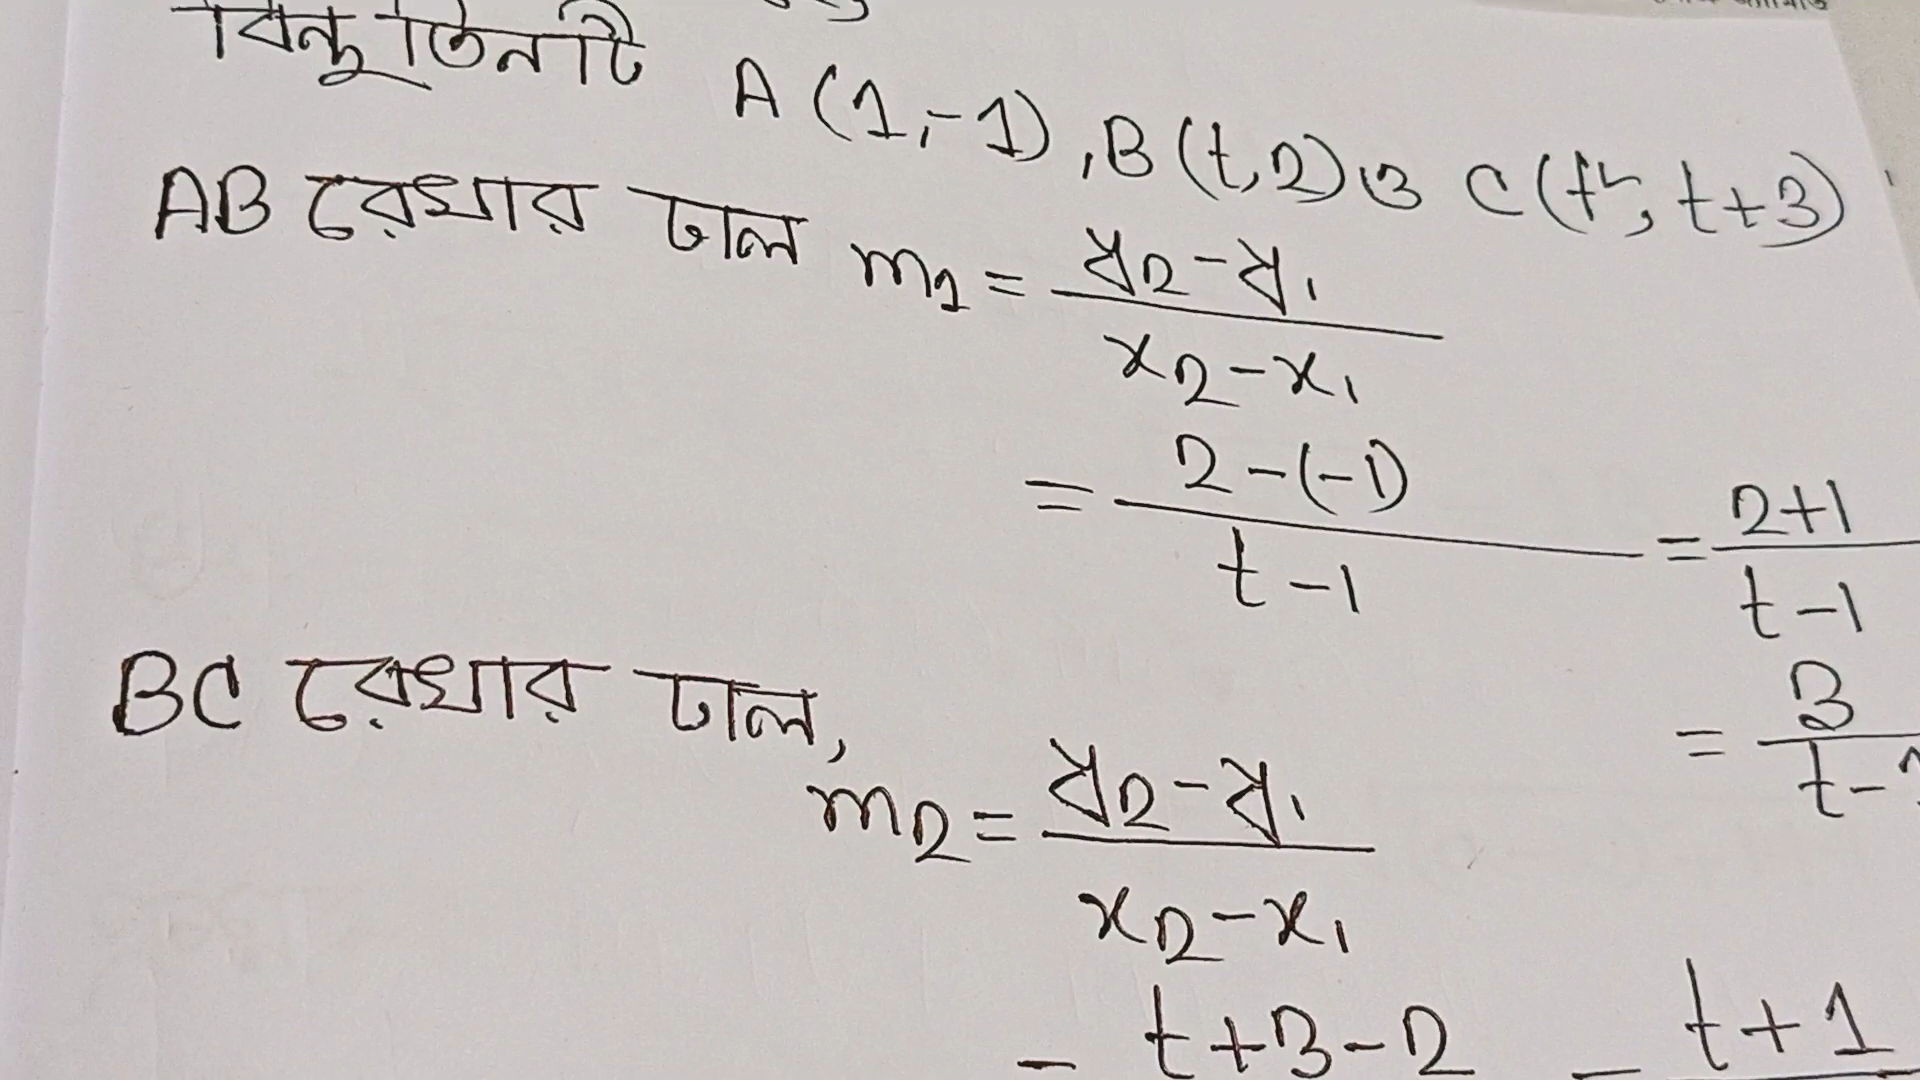 বিন্দু তিনটি A (1,-1), B (t,2) ও C (t², t+3)
AB রেখার ঢাল m₁ = y₂-y₁ / x₂-x₁
= 2-(-1) / t-1 = 2+1 / t-1
= 3 / t-1
BC রেখার ঢাল,
m₂ = y₂-y₁ / x₂-x₁
t+3-2 t+1